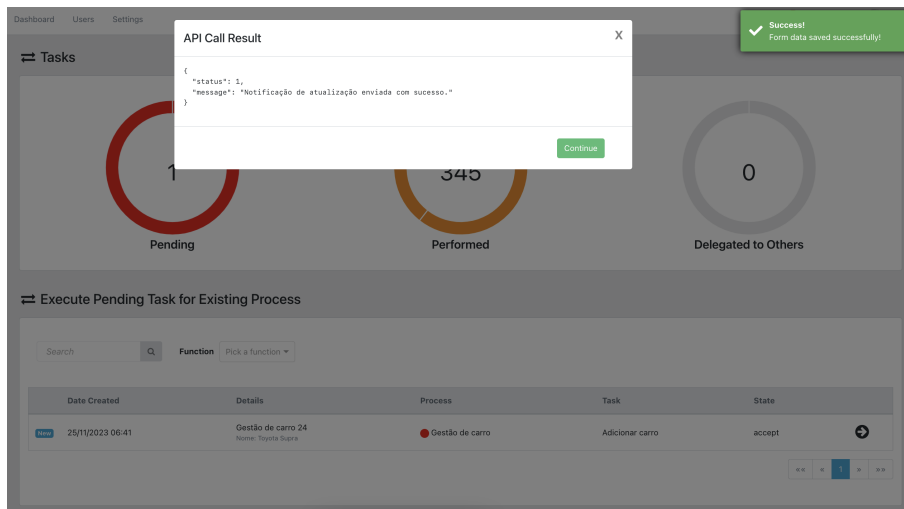 Dashboard Users Settings
API Call Result
X
Success!
Form data saved successfully!
Tasks
{
"status": 1,
"message": "Notificação de atualização enviada com sucesso."
}
Continue
1
345
0
Pending
Performed
Delegated to Others
Execute Pending Task for Existing Process
Search
Function Pick a function
Date Created Details Process Task State
New 25/11/2023 06:41 Gestão de carro 24 Gestão de carro Adicionar carro accept
Nome: Toyota Supra
<< < 1 > >>